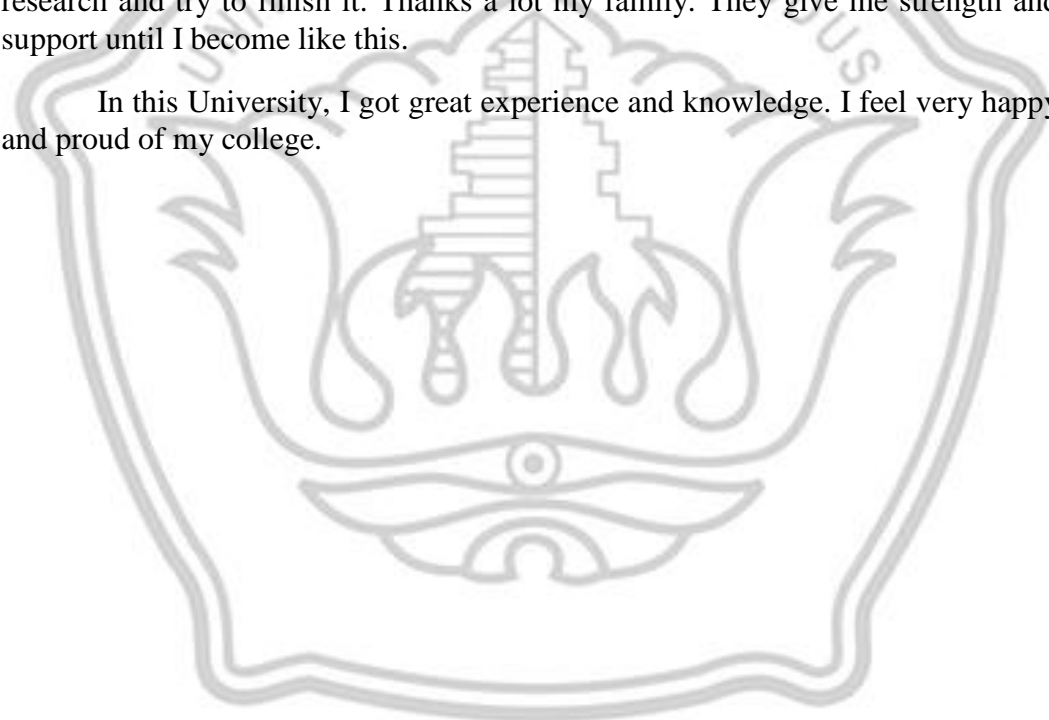 research and try to finish it. Thanks a lot my family. They give me strength and
support until I become like this.
In this University, I got great experience and knowledge. I feel very happy
and proud of my college.